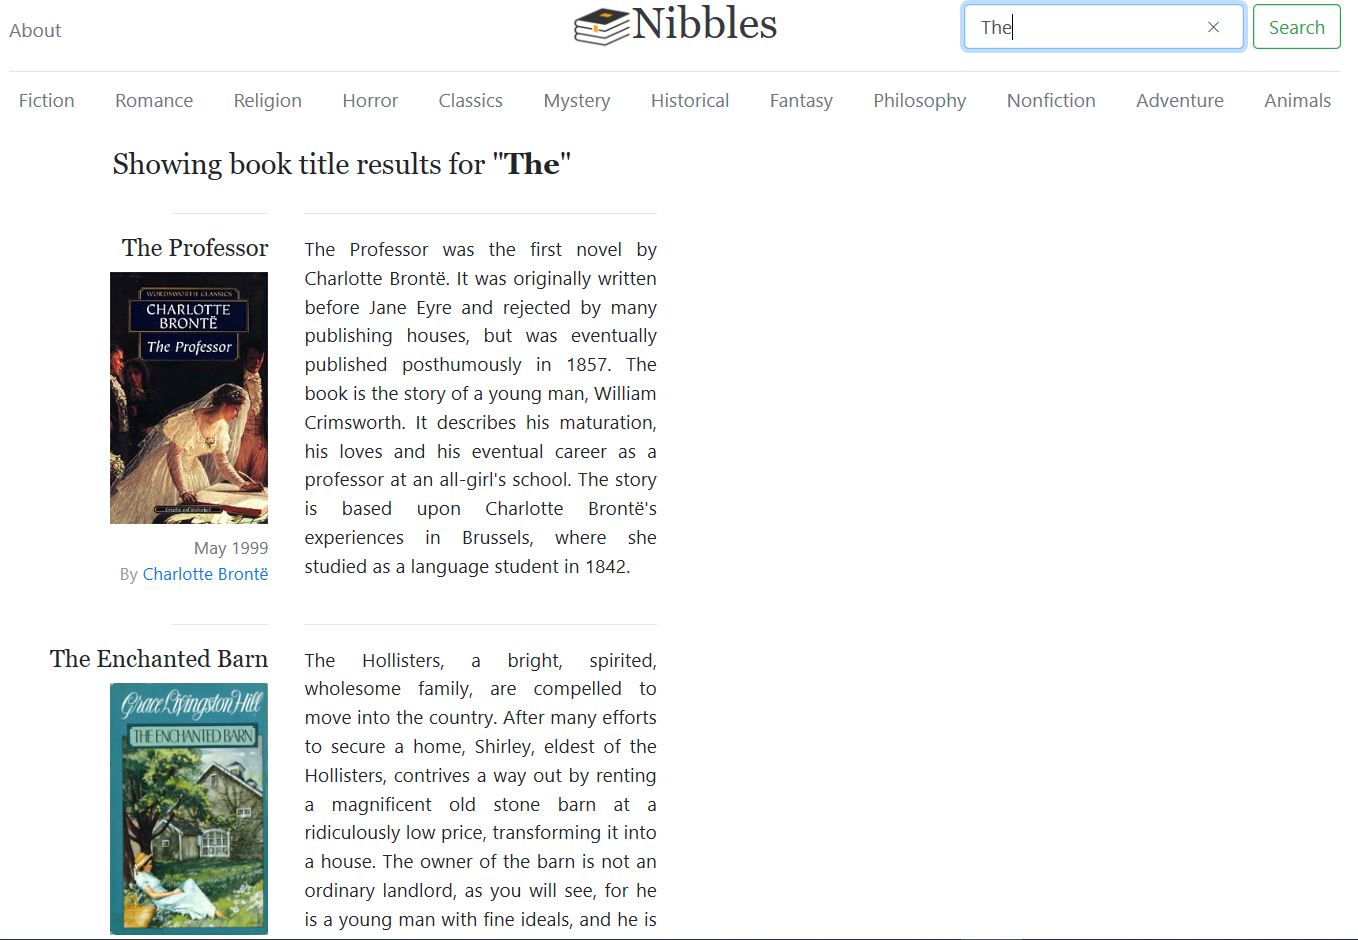 About
Nibbles
The
Search
Fiction Romance Religion Horror Classics Mystery Historical Fantasy Philosophy Nonfiction Adventure Animals
Showing book title results for "The"
The Professor
WORDSWORTH CLASSICS
CHARLOTTE
BRONTË
The Professor
May 1999
By Charlotte Brontë
The Professor was the first novel by
Charlotte Brontë. It was originally written
before Jane Eyre and rejected by many
publishing houses, but was eventually
published posthumously in 1857. The
book is the story of a young man, William
Crimsworth. It describes his maturation,
his loves and his eventual career as a
professor at an all-girl's school. The story
is based upon Charlotte Brontë's
experiences in Brussels, where she
studied as a language student in 1842.
The Enchanted Barn
Grace Livingston Hill
THE ENCHANTED BARN
The Hollisters, a bright, spirited,
wholesome family, are compelled to
move into the country. After many efforts
to secure a home, Shirley, eldest of the
Hollisters, contrives a way out by renting
a magnificent old stone barn at a
ridiculously low price, transforming it into
a house. The owner of the barn is not an
ordinary landlord, as you will see, for he
is a young man with fine ideals, and he is